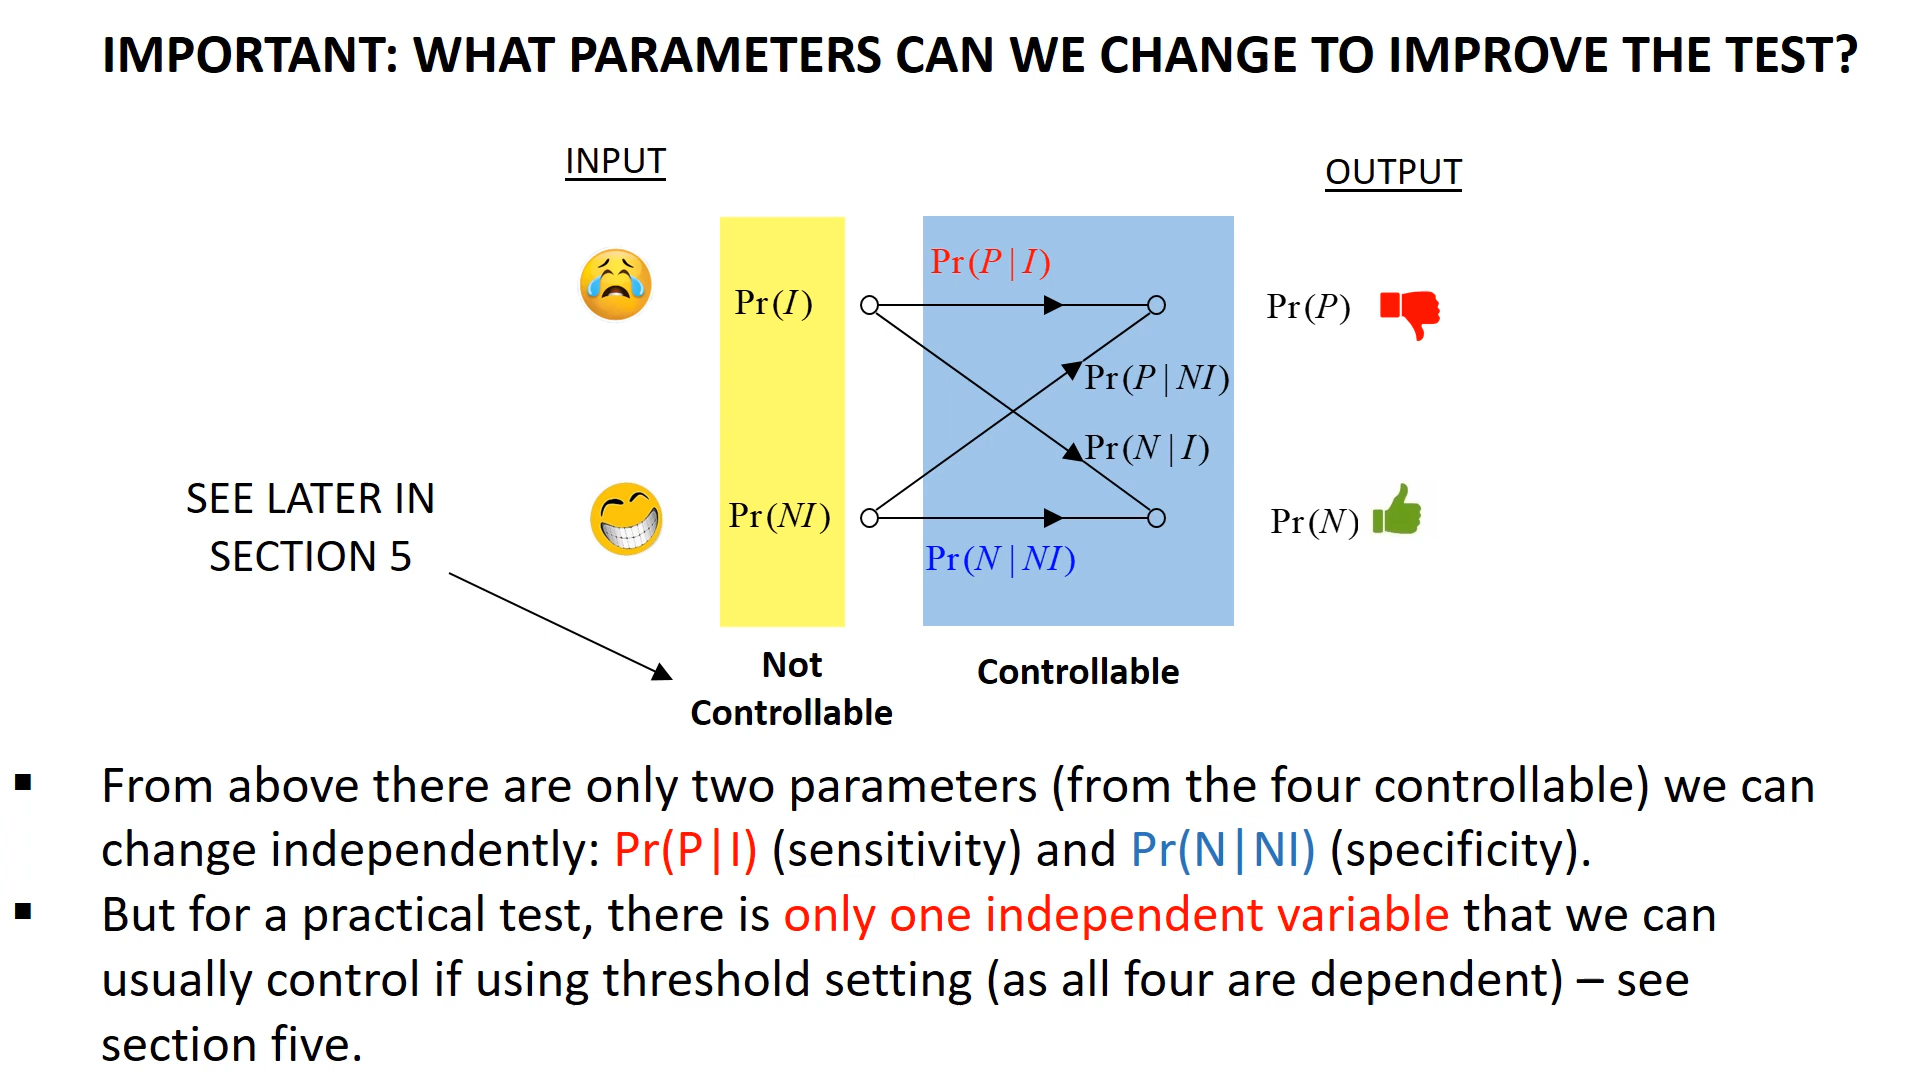 IMPORTANT: WHAT PARAMETERS CAN WE CHANGE TO IMPROVE THE TEST?
INPUT
OUTPUT
Pr(P|I)
Pr(I)
Pr(P)
Pr(P|NI)
Pr(N|I)
SEE LATER IN
SECTION 5
Pr(NI)
Pr(N)
Pr(N|NI)
Not
Controllable
Controllable
▪ From above there are only two parameters (from the four controllable) we can
change independently: Pr(P|I) (sensitivity) and Pr(N|NI) (specificity).
▪ But for a practical test, there is only one independent variable that we can
usually control if using threshold setting (as all four are dependent) – see
section five.